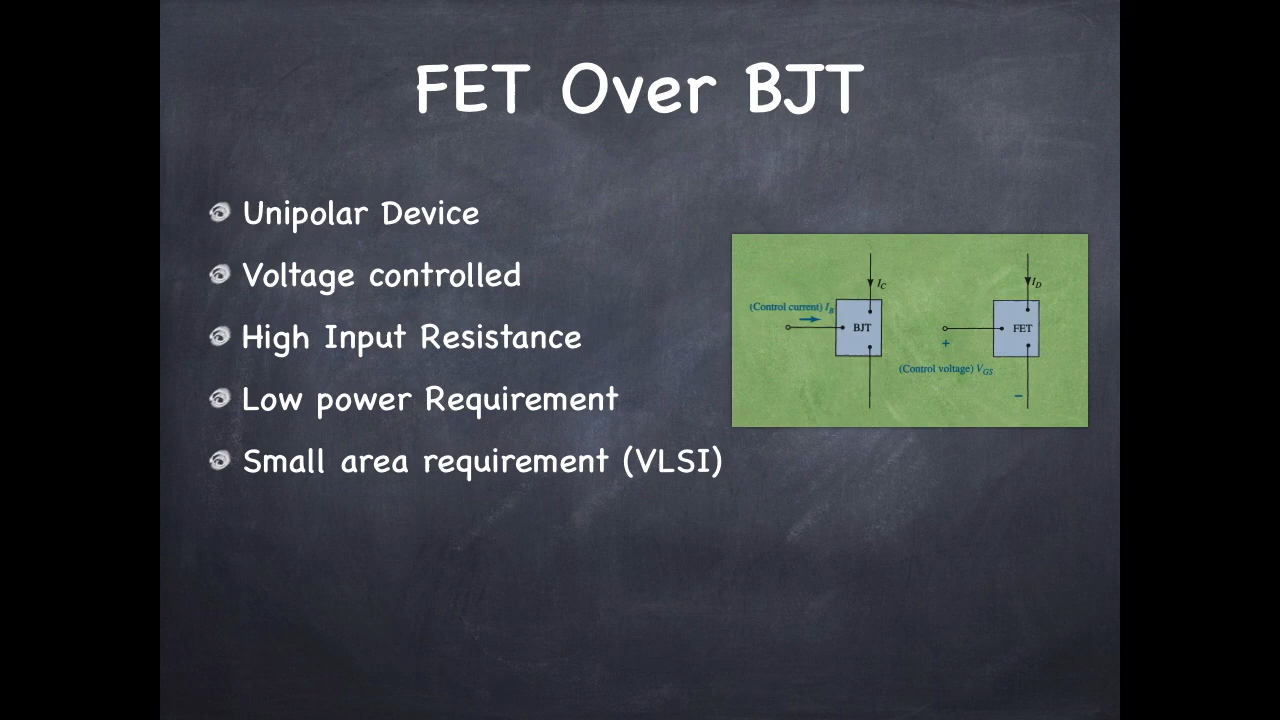 FET Over BJT
Unipolar Device
Voltage controlled
High Input Resistance
Low power Requirement
Small area requirement (VLSI)
I_C
(Control current) I_B
BJT
I_D
FET
+
(Control voltage) V_GS
−